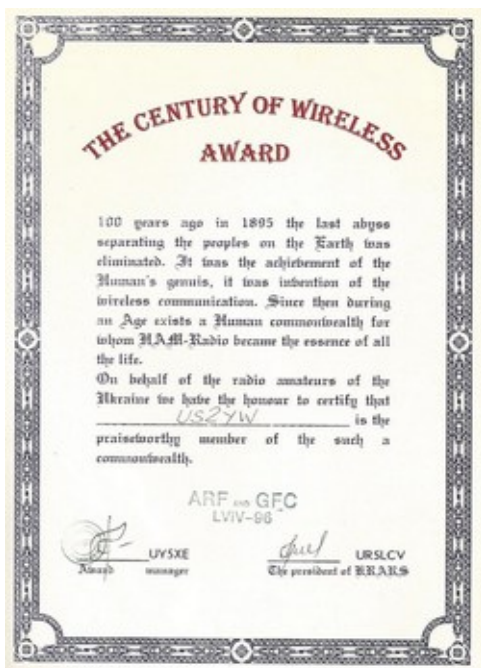 THE CENTURY OF WIRELESS
AWARD
100 years ago in 1895 the last abyss
separating the peoples on the Earth was
eliminated. It was the achievement of the
Human's genuis, it was invention of the
wireless communication. Since then during
an Age exists a Human commonwealth for
whom HAM-Radio became the essence of all
the life.
On behalf of the radio amateurs of the
Ukraine we have the honour to certify that
US2YW is the
praiseworthy member of the such a
commonwealth.
ARF and GFC
LVIV-96
UY5XE URSLCV
Award manager The president of URARS